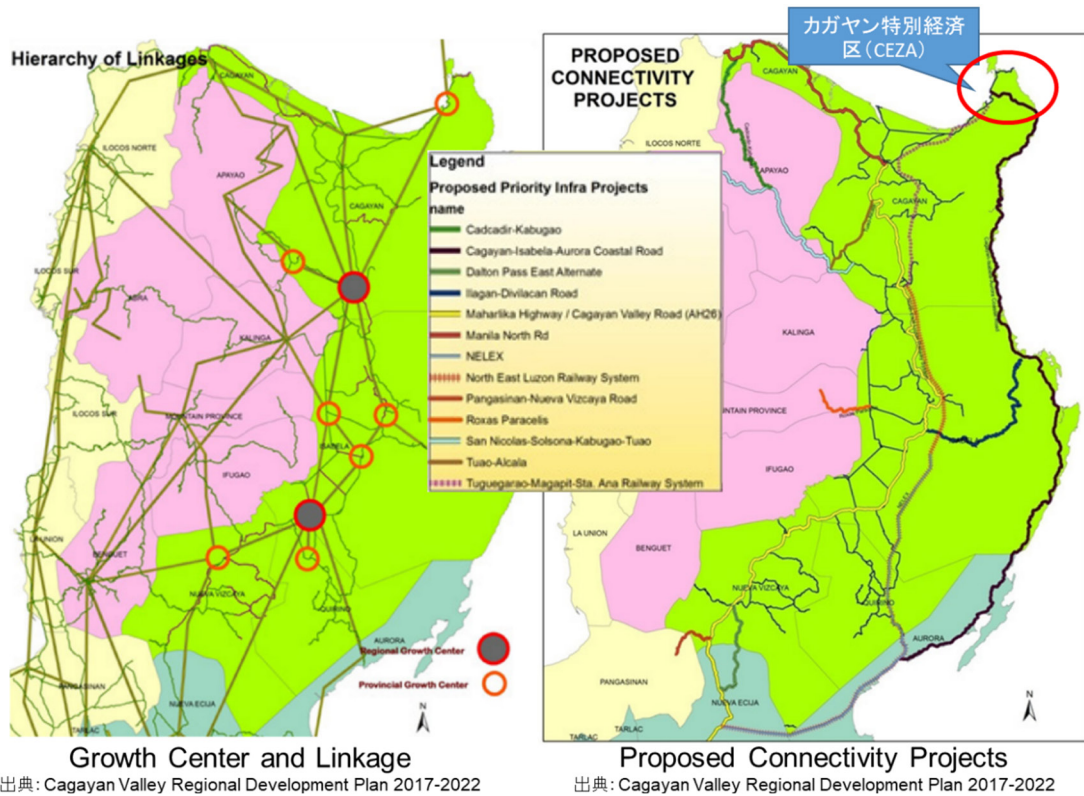 Hierarchy of Linkages
CAGAYAN
ILOCOS NORTE
APAYAO
CAGAYAN
ILOCOS SUR
ABRA
KALINGA
ILOCOS SUR
MOUNTAIN PROVINCE
ISABELA
IFUGAO
LA UNION
BENGUET
NUEVA VIZCAYA
QUIRINO
AURORA
Regional Growth Center
Provincial Growth Center
PANGASINAN
NUEVA ECIJA
TARLAC
N
Growth Center and Linkage
出典: Cagayan Valley Regional Development Plan 2017-2022
PROPOSED
CONNECTIVITY
PROJECTS
カガヤン特別経済
区(CEZA)
CAGAYAN
ILOCOS NORTE
APAYAO
CAGAYAN
Legend
Proposed Priority Infra Projects
name
Cadcadir-Kabugao
Cagayan-Isabela-Aurora Coastal Road
Dalton Pass East Alternate
Ilagan-Divilacan Road
Maharlika Highway / Cagayan Valley Road (AH26)
Manila North Rd
NELEX
North East Luzon Railway System
Pangasinan-Nueva Vizcaya Road
Roxas Paracelis
San Nicolas-Solsona-Kabugao-Tuao
Tuao-Alcala
Tuguegarao-Magapit-Sta. Ana Railway System
KALINGA
NTAIN PROVINCE
IFUGAO
LA UNION
BENGUET
NELEX
NUEVA VIZCAYA
QUIRINO
AURORA
PANGASINAN
NUEVA ECIJA
TARLAC
N
Proposed Connectivity Projects
出典: Cagayan Valley Regional Development Plan 2017-2022